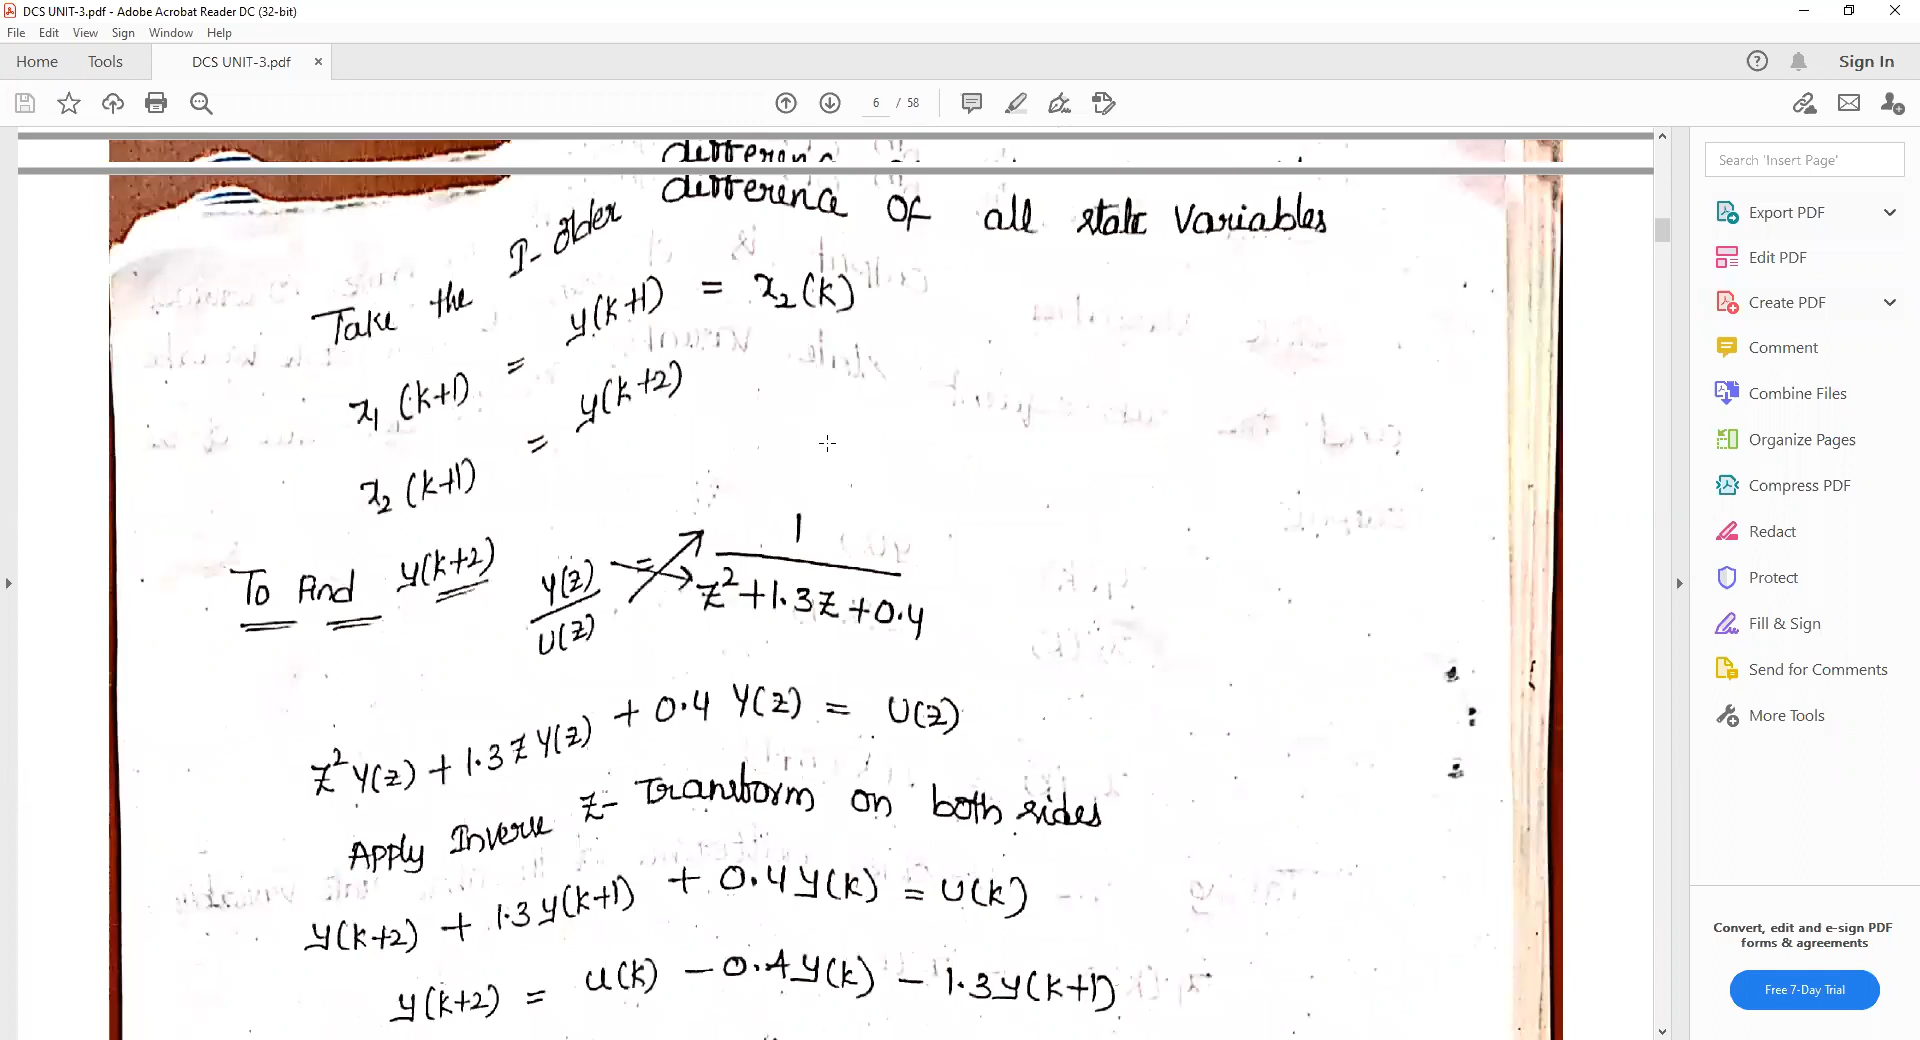 DCS UNIT-3.pdf - Adobe Acrobat Reader DC (32-bit)
File Edit View Sign Window Help
Home Tools DCS UNIT-3.pdf × Sign In
6 / 58
difference of all state variables
Take the I-order
x₁(k+1) = y(k+1) = x₂(k)
x₂(k+1) = y(k+2)
To Find y(k+2) Y(z)/U(z) = 1/(z²+1.3z+0.4)
z²Y(z) + 1.3zY(z) + 0.4 Y(z) = U(z)
Apply Inverse z- Transform on both sides
y(k+2) + 1.3y(k+1) + 0.4y(k) = U(k)
y(k+2) = u(k) - 0.4y(k) - 1.3y(k+1)
Search 'Insert Page'
Export PDF
Edit PDF
Create PDF
Comment
Combine Files
Organize Pages
Compress PDF
Redact
Protect
Fill & Sign
Send for Comments
More Tools
Convert, edit and e-sign PDF
forms & agreements
Free 7-Day Trial